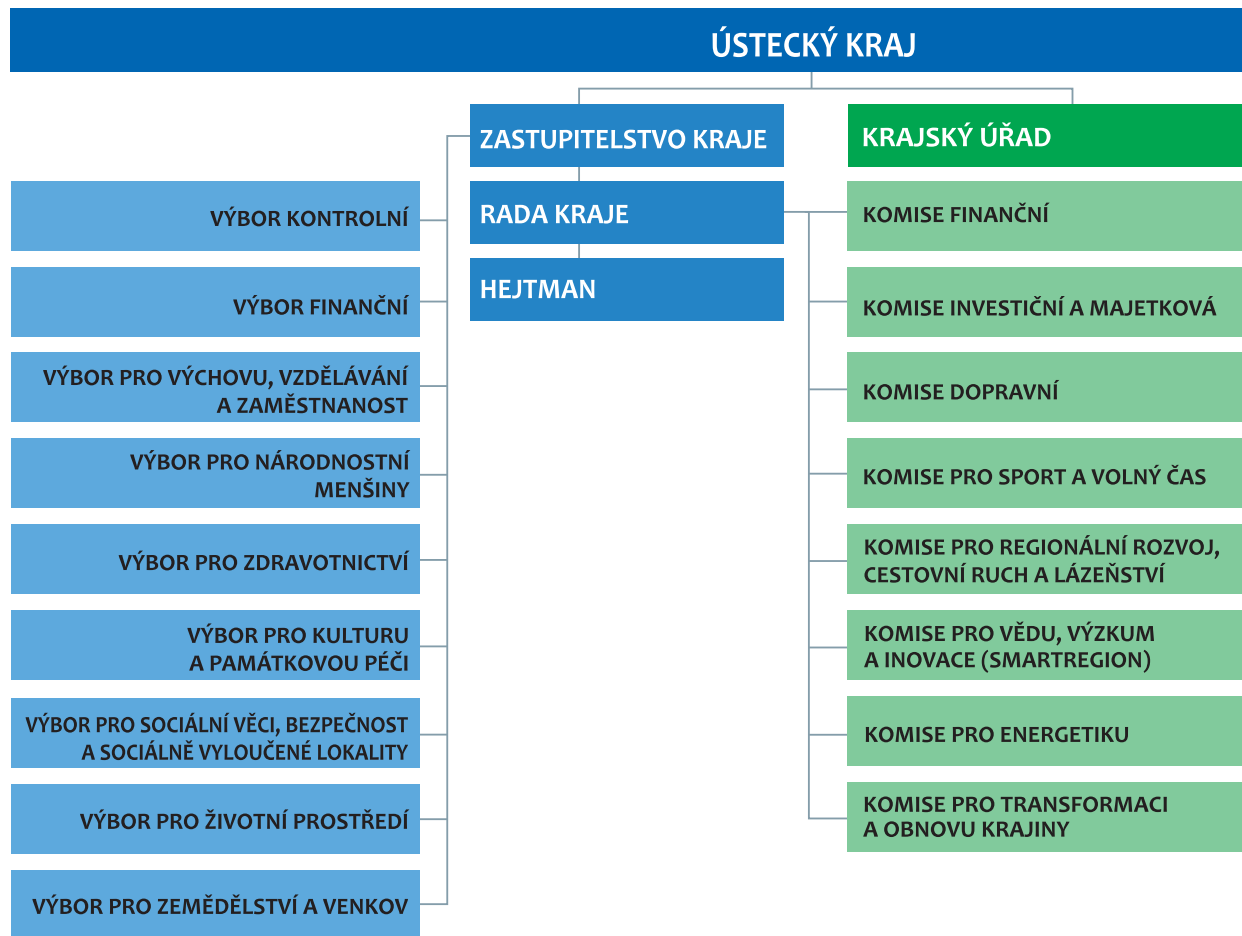 ÚSTECKÝ KRAJ
ZASTUPITELSTVO KRAJE
RADA KRAJE
HEJTMAN
KRAJSKÝ ÚŘAD
VÝBOR KONTROLNÍ
VÝBOR FINANČNÍ
VÝBOR PRO VÝCHOVU, VZDĚLÁVÁNÍ
A ZAMĚSTNANOST
VÝBOR PRO NÁRODNOSTNÍ
MENŠINY
VÝBOR PRO ZDRAVOTNICTVÍ
VÝBOR PRO KULTURU
A PAMÁTKOVOU PÉČI
VÝBOR PRO SOCIÁLNÍ VĚCI, BEZPEČNOST
A SOCIÁLNĚ VYLOUČENÉ LOKALITY
VÝBOR PRO ŽIVOTNÍ PROSTŘEDÍ
VÝBOR PRO ZEMĚDĚLSTVÍ A VENKOV
KOMISE FINANČNÍ
KOMISE INVESTIČNÍ A MAJETKOVÁ
KOMISE DOPRAVNÍ
KOMISE PRO SPORT A VOLNÝ ČAS
KOMISE PRO REGIONÁLNÍ ROZVOJ,
CESTOVNÍ RUCH A LÁZEŇSTVÍ
KOMISE PRO VĚDU, VÝZKUM
A INOVACE (SMARTREGION)
KOMISE PRO ENERGETIKU
KOMISE PRO TRANSFORMACI
A OBNOVU KRAJINY